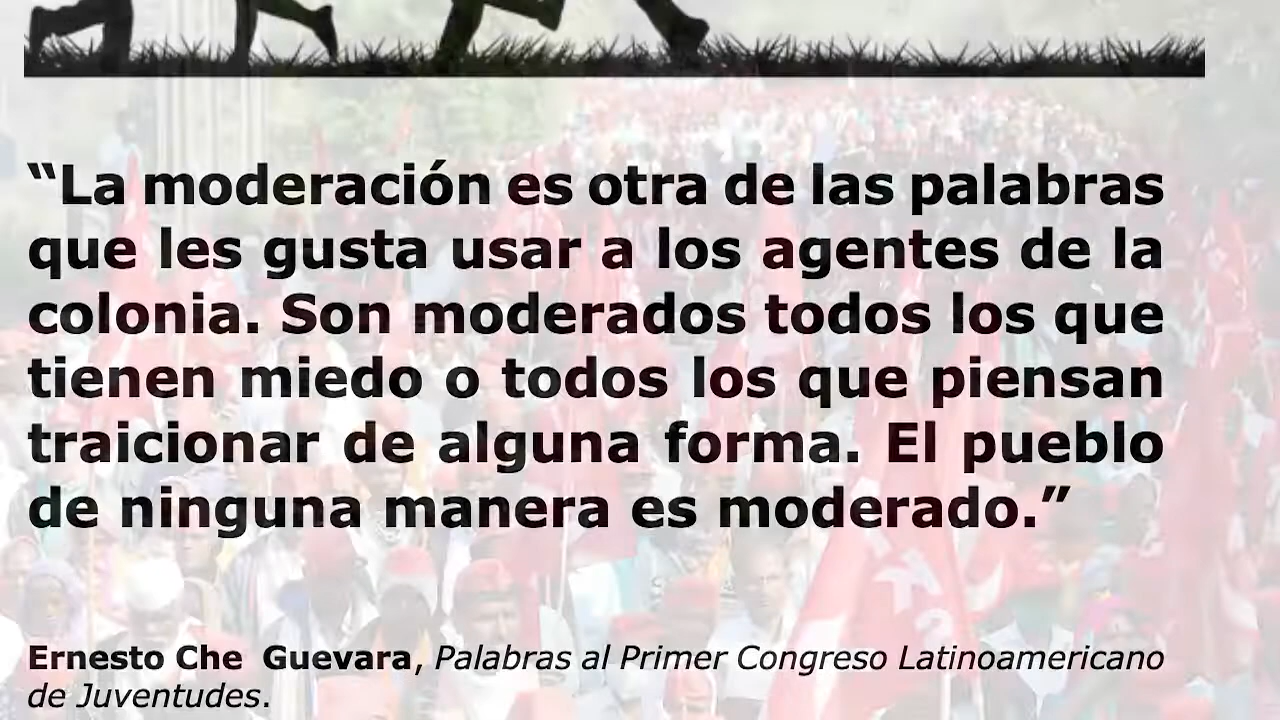 “La moderación es otra de las palabras
que les gusta usar a los agentes de la
colonia. Son moderados todos los que
tienen miedo o todos los que piensan
traicionar de alguna forma. El pueblo
de ninguna manera es moderado.”
Ernesto Che Guevara, Palabras al Primer Congreso Latinoamericano
de Juventudes.